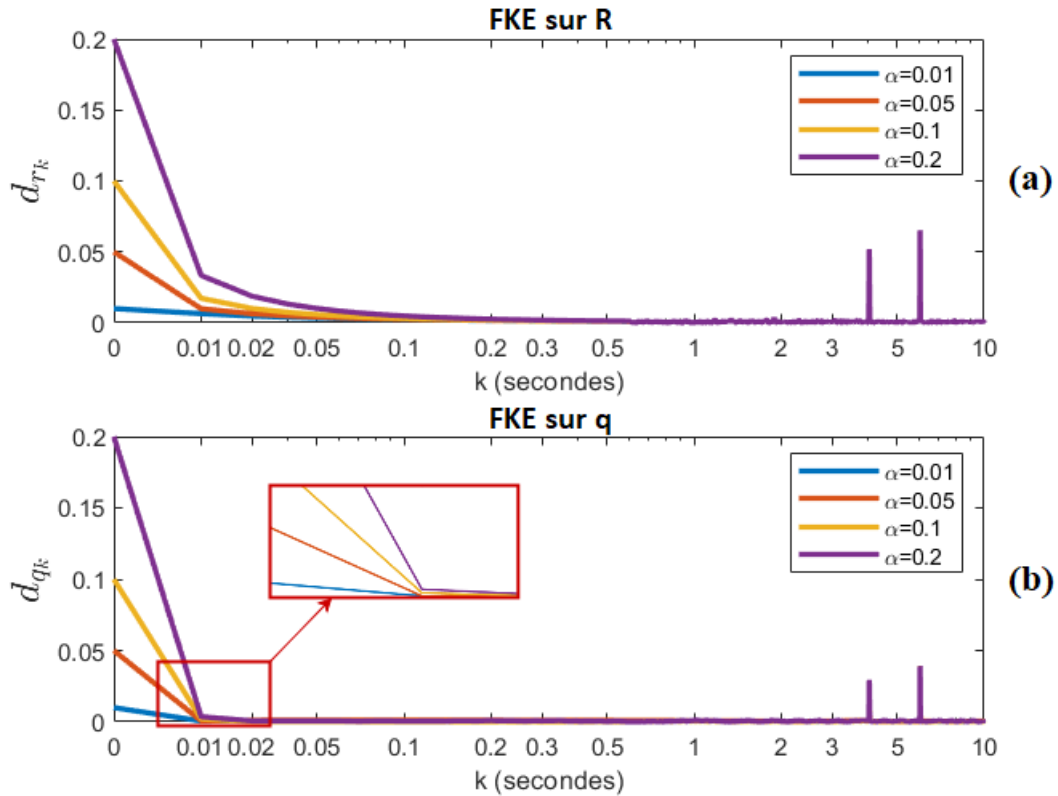 FKE sur R
0.2
0.15
0.1
0.05
0
d_{r_k}
α=0.01
α=0.05
α=0.1
α=0.2
(a)
0 0.01 0.02 0.05 0.1 0.2 0.3 0.5 1 2 3 5 10
k (secondes)
FKE sur q
0.2
0.15
0.1
0.05
0
d_{q_k}
α=0.01
α=0.05
α=0.1
α=0.2
(b)
0 0.01 0.02 0.05 0.1 0.2 0.3 0.5 1 2 3 5 10
k (secondes)